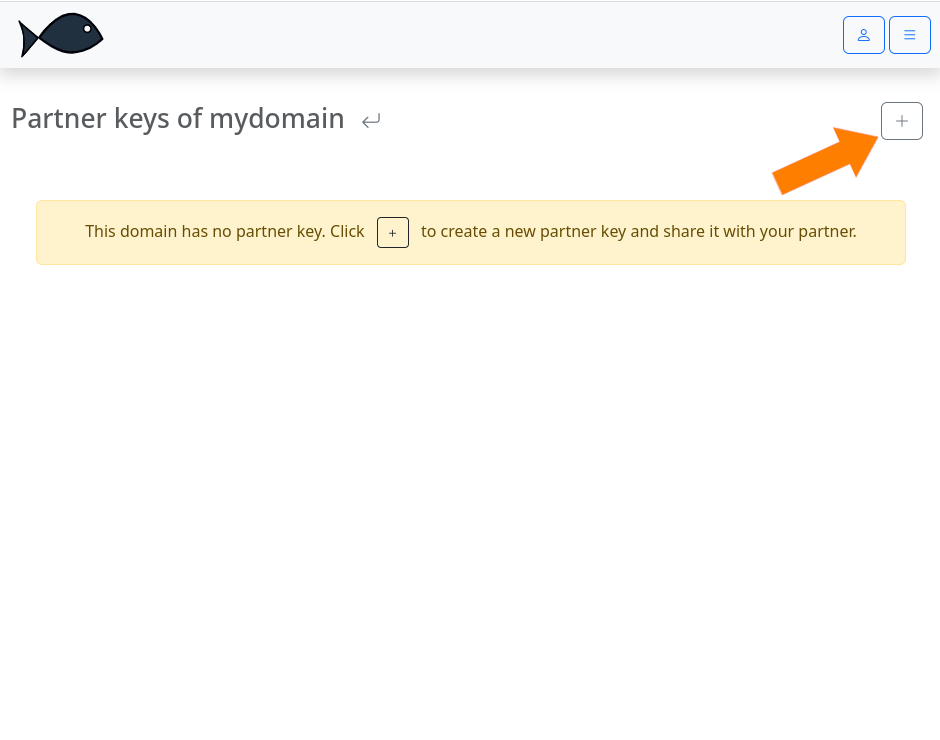 Partner keys of mydomain
This domain has no partner key. Click + to create a new partner key and share it with your partner.